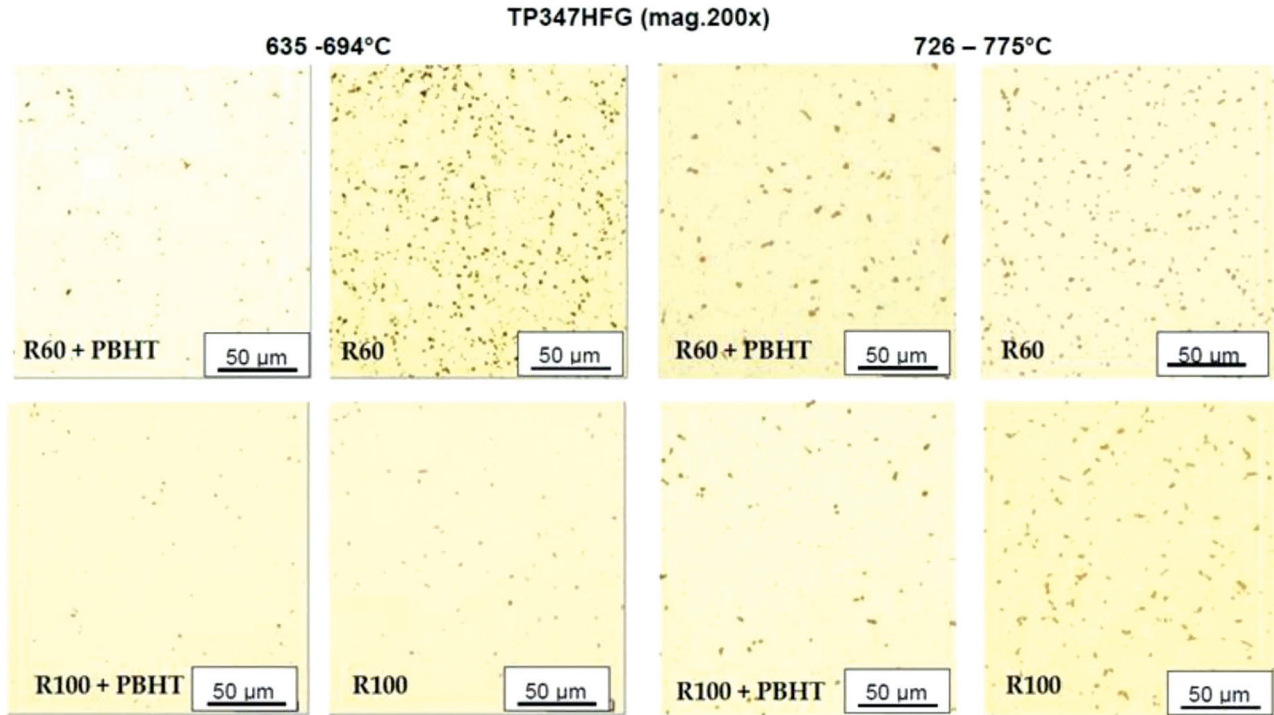 TP347HFG (mag.200x)
635 -694°C
726 – 775°C
R60 + PBHT
50 µm
R60
50 µm
R60 + PBHT
50 µm
R60
50 µm
R100 + PBHT
50 µm
R100
50 µm
R100 + PBHT
50 µm
R100
50 µm